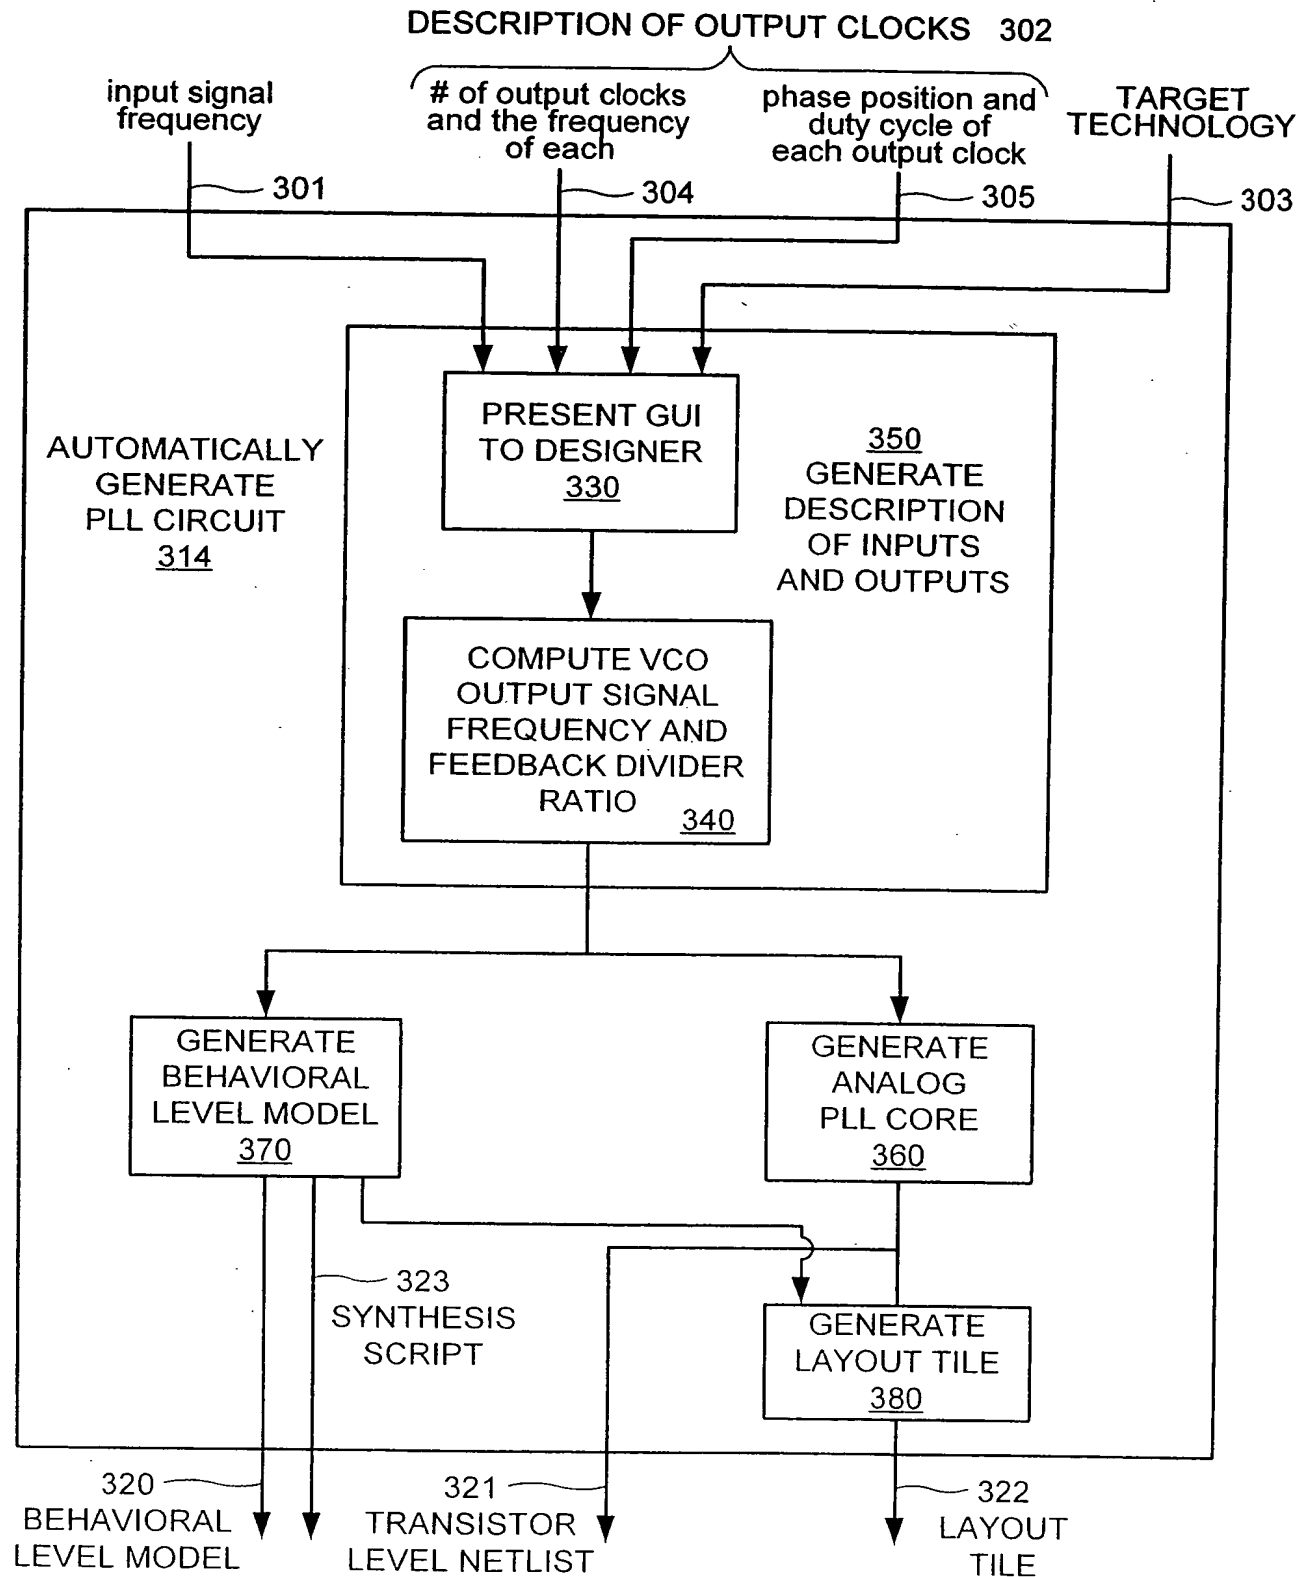 DESCRIPTION OF OUTPUT CLOCKS 302
input signal
frequency
# of output clocks
and the frequency
of each
phase position and
duty cycle of
each output clock
TARGET
TECHNOLOGY
301
304
305
303
PRESENT GUI
TO DESIGNER
330
AUTOMATICALLY
GENERATE
PLL CIRCUIT
314
350
GENERATE
DESCRIPTION
OF INPUTS
AND OUTPUTS
COMPUTE VCO
OUTPUT SIGNAL
FREQUENCY AND
FEEDBACK DIVIDER
RATIO
340
GENERATE
BEHAVIORAL
LEVEL MODEL
370
GENERATE
ANALOG
PLL CORE
360
323
SYNTHESIS
SCRIPT
GENERATE
LAYOUT TILE
380
320
BEHAVIORAL
LEVEL MODEL
321
TRANSISTOR
LEVEL NETLIST
322
LAYOUT
TILE